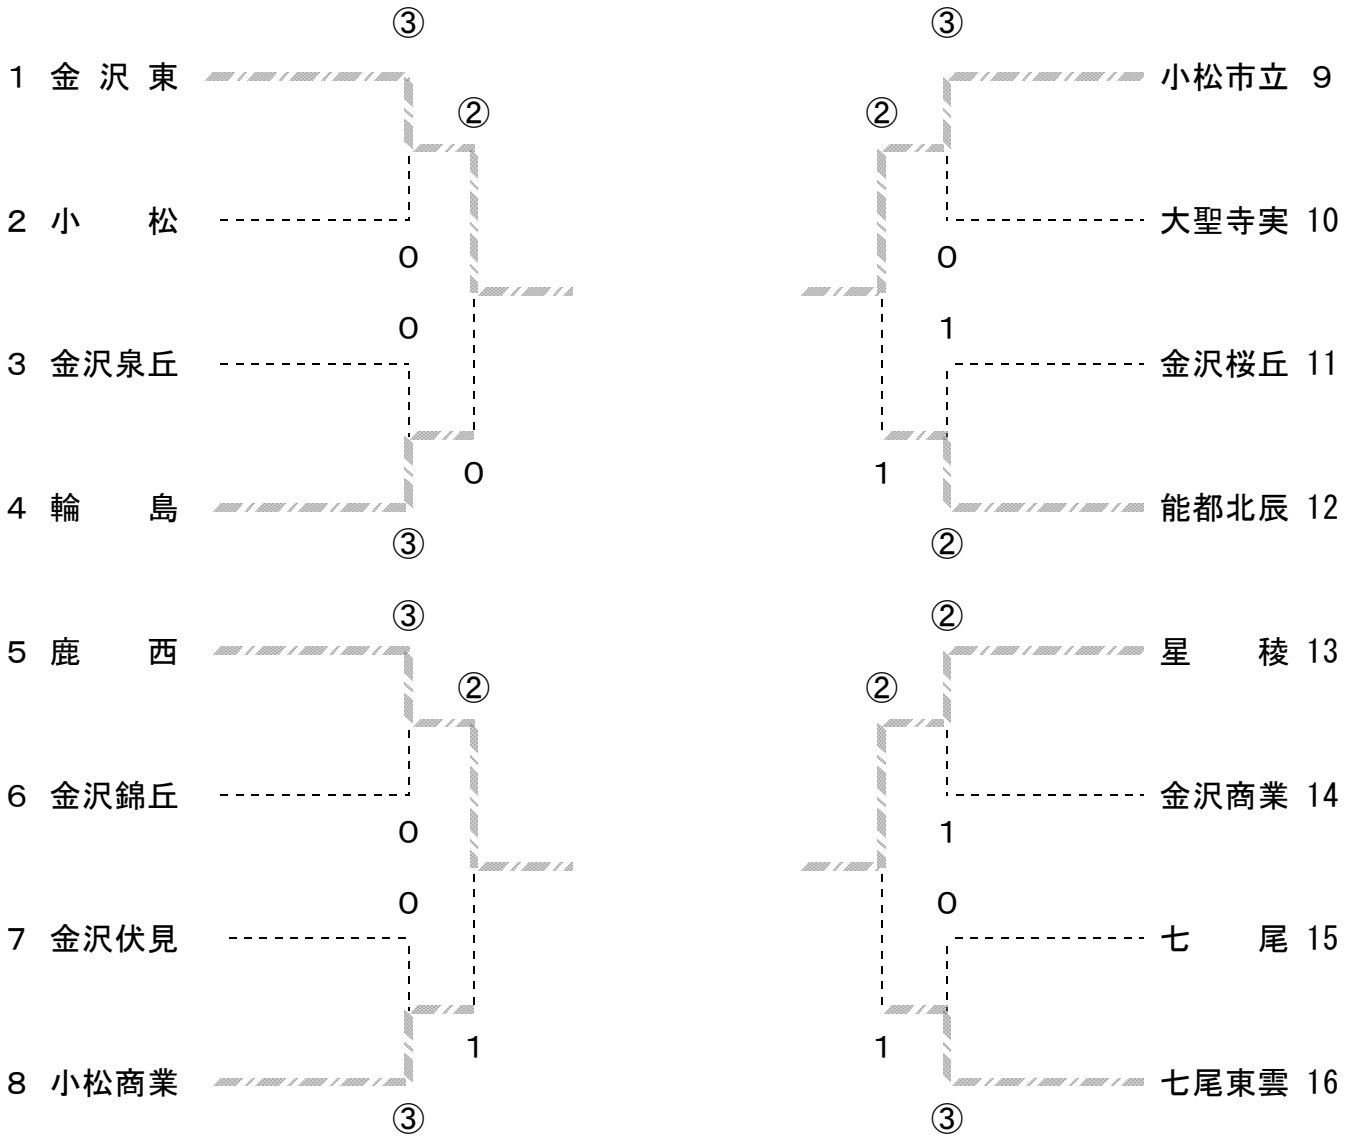 ③ ③
1 金沢東 小松市立 9
② ②
2 小松 大聖寺実 10
0 0
0 1
3 金沢泉丘 金沢桜丘 11
0 1
4 輪島 能都北辰 12
③ ②
③ ②
5 鹿西 星稜 13
② ②
6 金沢錦丘 金沢商業 14
0 1
0 0
7 金沢伏見 七尾 15
1 1
8 小松商業 七尾東雲 16
③ ③